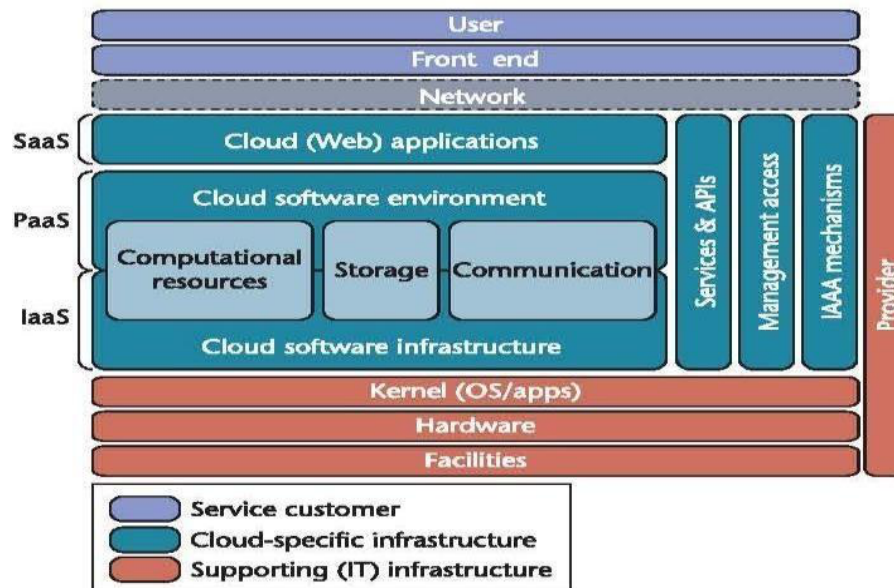 User
Front end
Network
SaaS
Cloud (Web) applications
PaaS
Cloud software environment
Computational
resources
Storage
Communication
IaaS
Cloud software infrastructure
Services & APIs
Management access
IAAA mechanisms
Provider
Kernel (OS/apps)
Hardware
Facilities
Service customer
Cloud-specific infrastructure
Supporting (IT) infrastructure